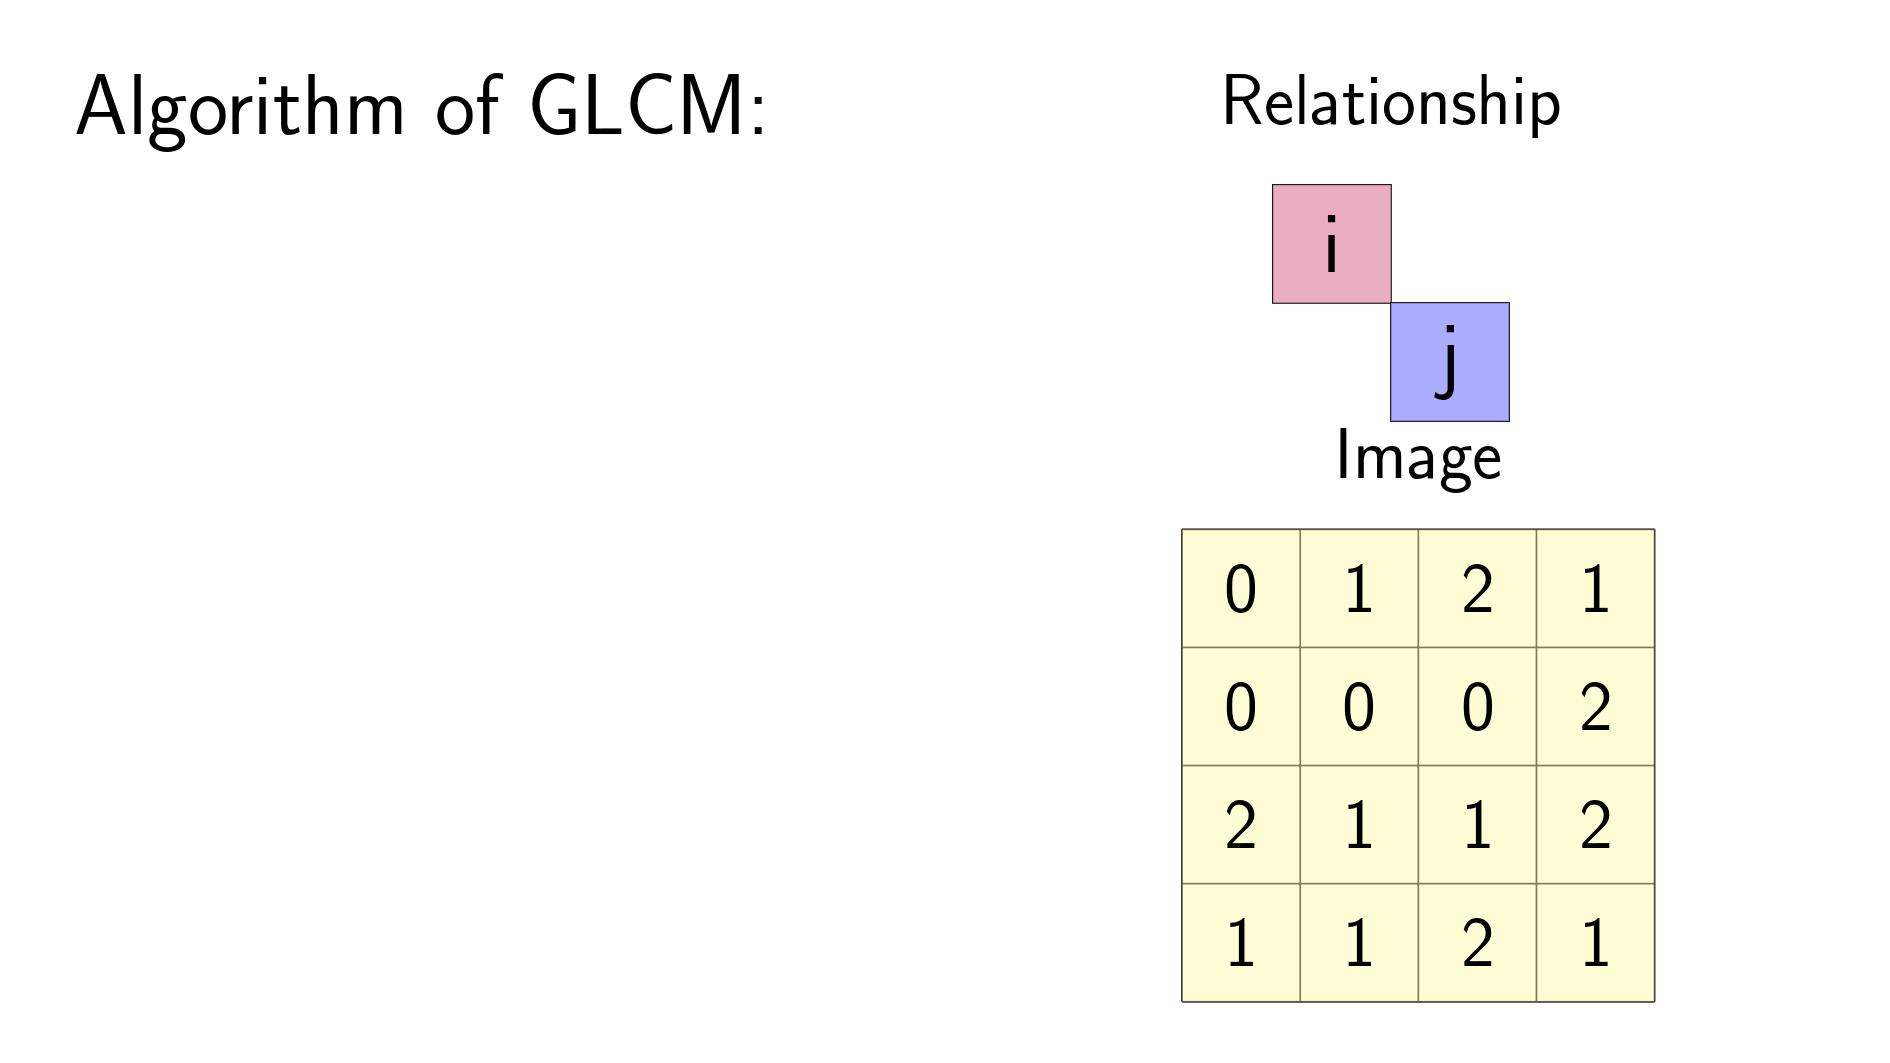 Algorithm of GLCM:
Relationship
i
j
Image
0 1 2 1
0 0 0 2
2 1 1 2
1 1 2 1